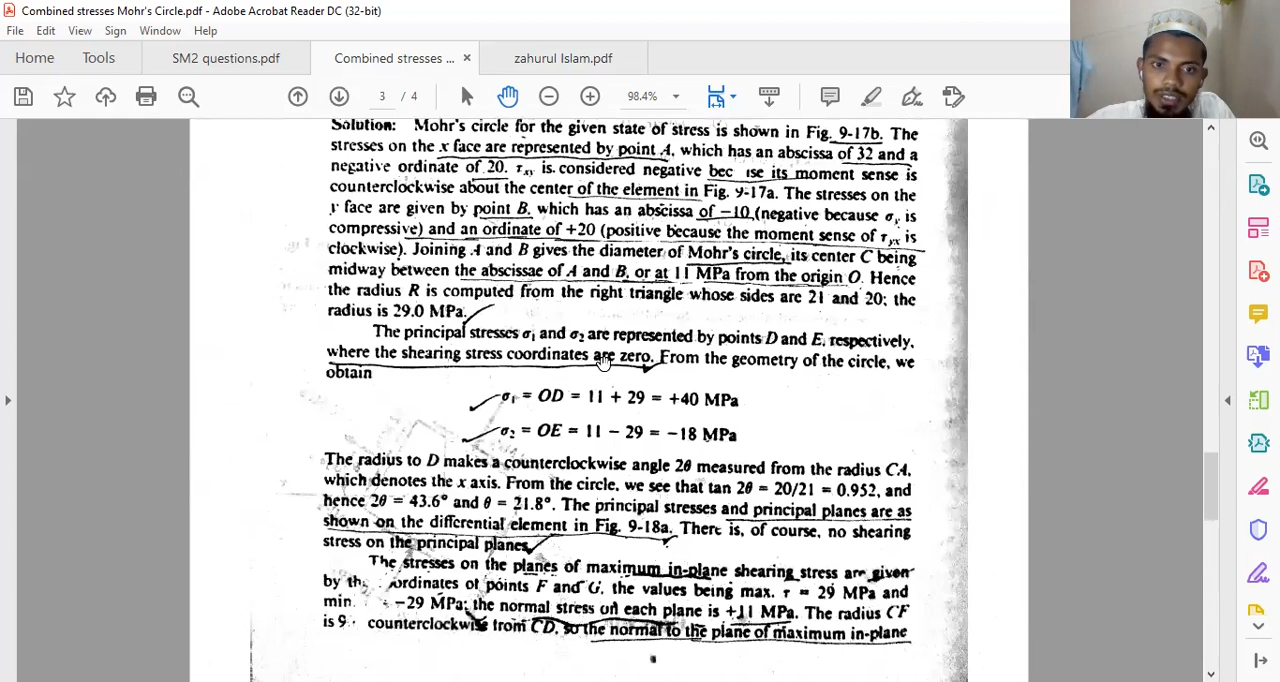 Combined stresses Mohr's Circle.pdf - Adobe Acrobat Reader DC (32-bit)
File Edit View Sign Window Help
Home Tools SM2 questions.pdf Combined stresses ... × zahurul Islam.pdf
3 / 4 98.4%
Solution: Mohr's circle for the given state of stress is shown in Fig. 9-17b. The
stresses on the x face are represented by point A, which has an abscissa of 32 and a
negative ordinate of 20. τxy is considered negative bec use its moment sense is
counterclockwise about the center of the element in Fig. 9-17a. The stresses on the
y face are given by point B, which has an abscissa of −10 (negative because σy is
compressive) and an ordinate of +20 (positive because the moment sense of τyx is
clockwise). Joining A and B gives the diameter of Mohr's circle, its center C being
midway between the abscissae of A and B, or at 11 MPa from the origin O. Hence
the radius R is computed from the right triangle whose sides are 21 and 20; the
radius is 29.0 MPa.
The principal stresses σ1 and σ2 are represented by points D and E, respectively,
where the shearing stress coordinates are zero. From the geometry of the circle, we
obtain
σ1 = OD = 11 + 29 = +40 MPa
σ2 = OE = 11 − 29 = −18 MPa
The radius to D makes a counterclockwise angle 2θ measured from the radius CA,
which denotes the x axis. From the circle, we see that tan 2θ = 20/21 = 0.952, and
hence 2θ = 43.6° and θ = 21.8°. The principal stresses and principal planes are as
shown on the differential element in Fig. 9-18a. There is, of course, no shearing
stress on the principal planes.
The stresses on the planes of maximum in-plane shearing stress are given
by th ordinates of points F and G, the values being max. τ = 29 MPa and
min. −29 MPa; the normal stress on each plane is +11 MPa. The radius CF
is 9 counterclockwise from CD, so the normal to the plane of maximum in-plane